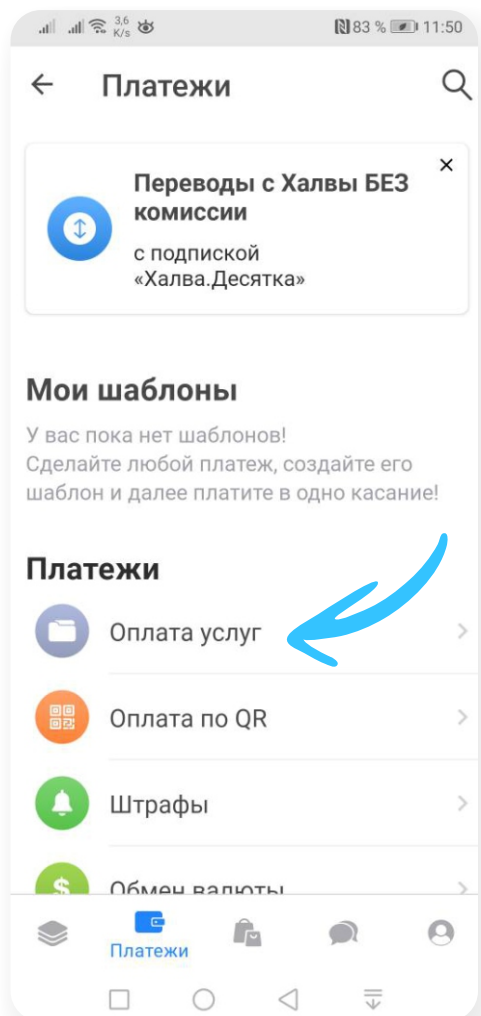 3,6
K/s
83 %
11:50
Платежи
Переводы с Халвы БЕЗ
комиссии
с подпиской
«Халва.Десятка»
Мои шаблоны
У вас пока нет шаблонов!
Сделайте любой платеж, создайте его
шаблон и далее платите в одно касание!
Платежи
Оплата услуг
Оплата по QR
Штрафы
Обмен валюты
Платежи